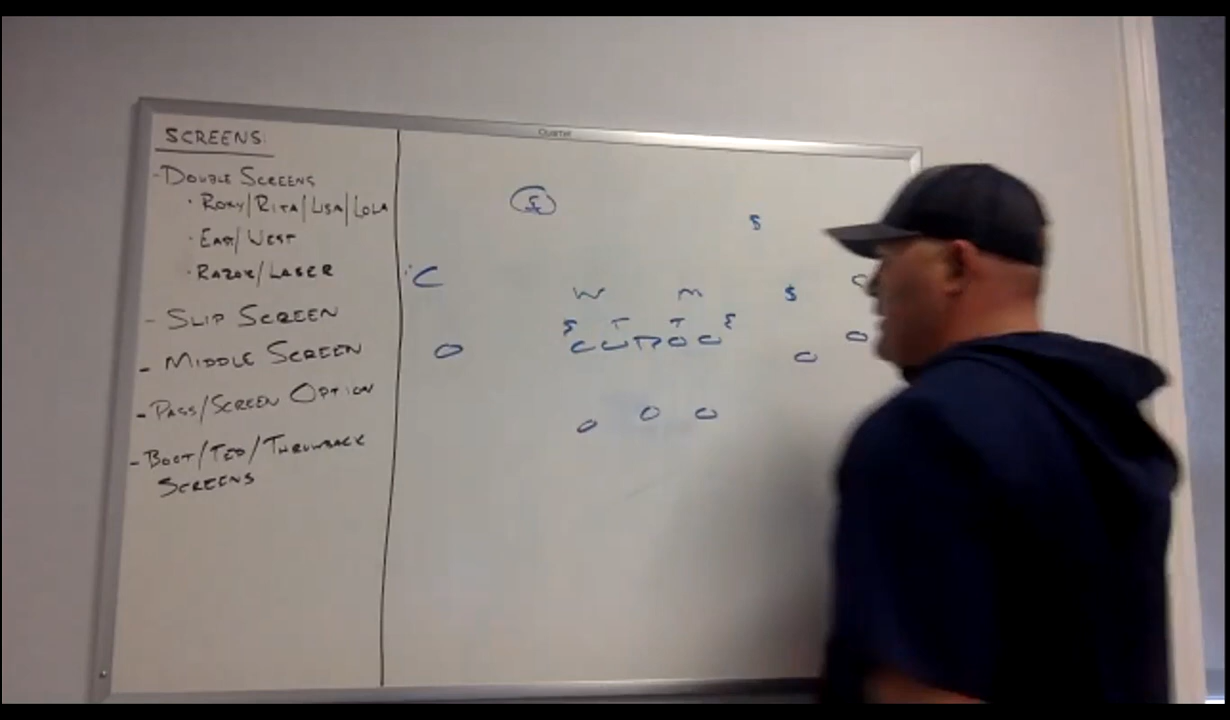 SCREENS:
- DOUBLE SCREENS
· ROXY/RITA/LISA/LOLA
· EAST/WEST
· RAZOR/LASER
- SLIP SCREEN
- MIDDLE SCREEN
- PASS/SCREEN OPTION
- BOOT/TED/THROWBACK
SCREENS
Quartet
S
S
C
W M S C
E T T E